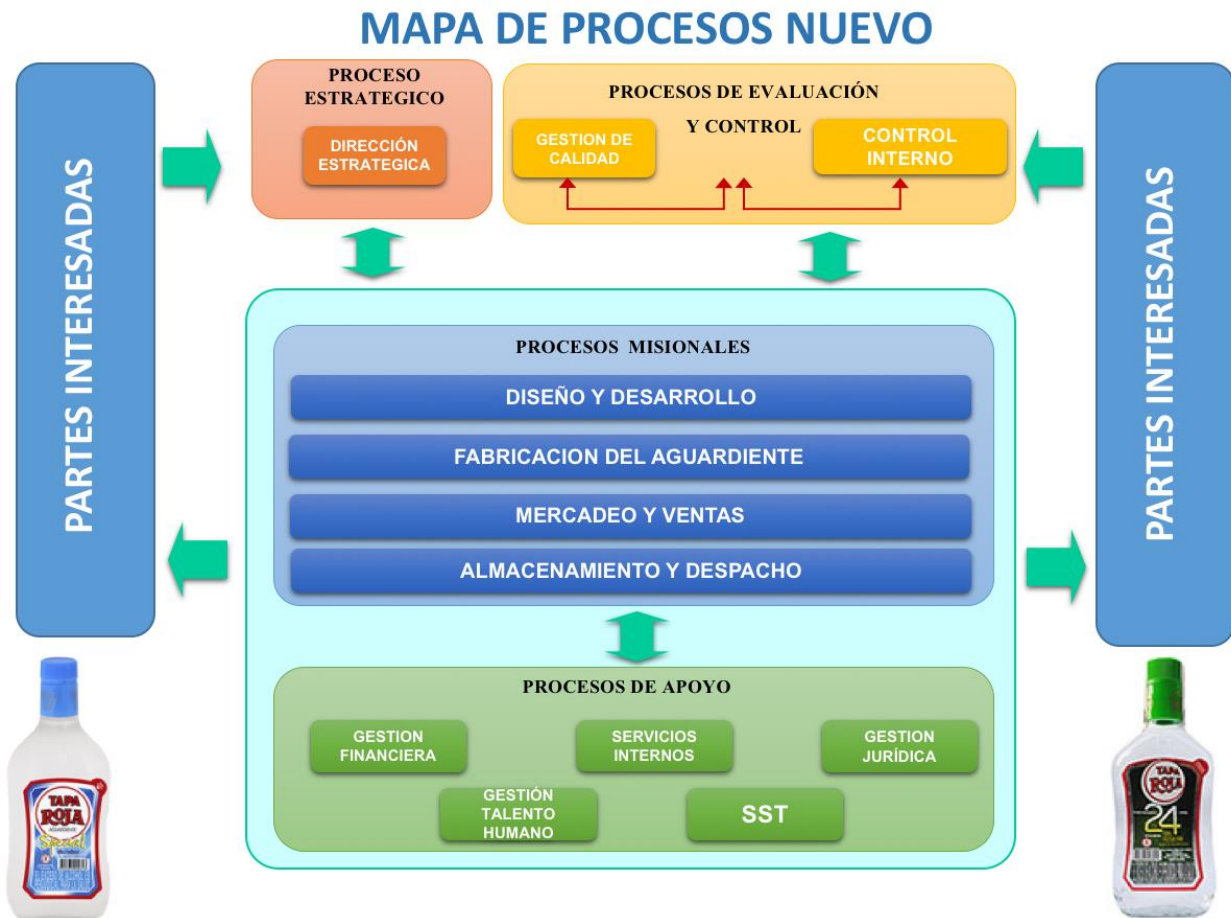 MAPA DE PROCESOS NUEVO
PARTES INTERESADAS
PROCESO
ESTRATEGICO
DIRECCIÓN
ESTRATEGICA
PROCESOS DE EVALUACIÓN
Y CONTROL
GESTION DE
CALIDAD
CONTROL
INTERNO
PARTES INTERESADAS
PROCESOS MISIONALES
DISEÑO Y DESARROLLO
FABRICACION DEL AGUARDIENTE
MERCADEO Y VENTAS
ALMACENAMIENTO Y DESPACHO
PROCESOS DE APOYO
GESTION
FINANCIERA
SERVICIOS
INTERNOS
GESTION
JURÍDICA
GESTIÓN
TALENTO
HUMANO
SST
TAPA
ROJA
AGUARDIENTE
Special
TAPA
ROJA
24